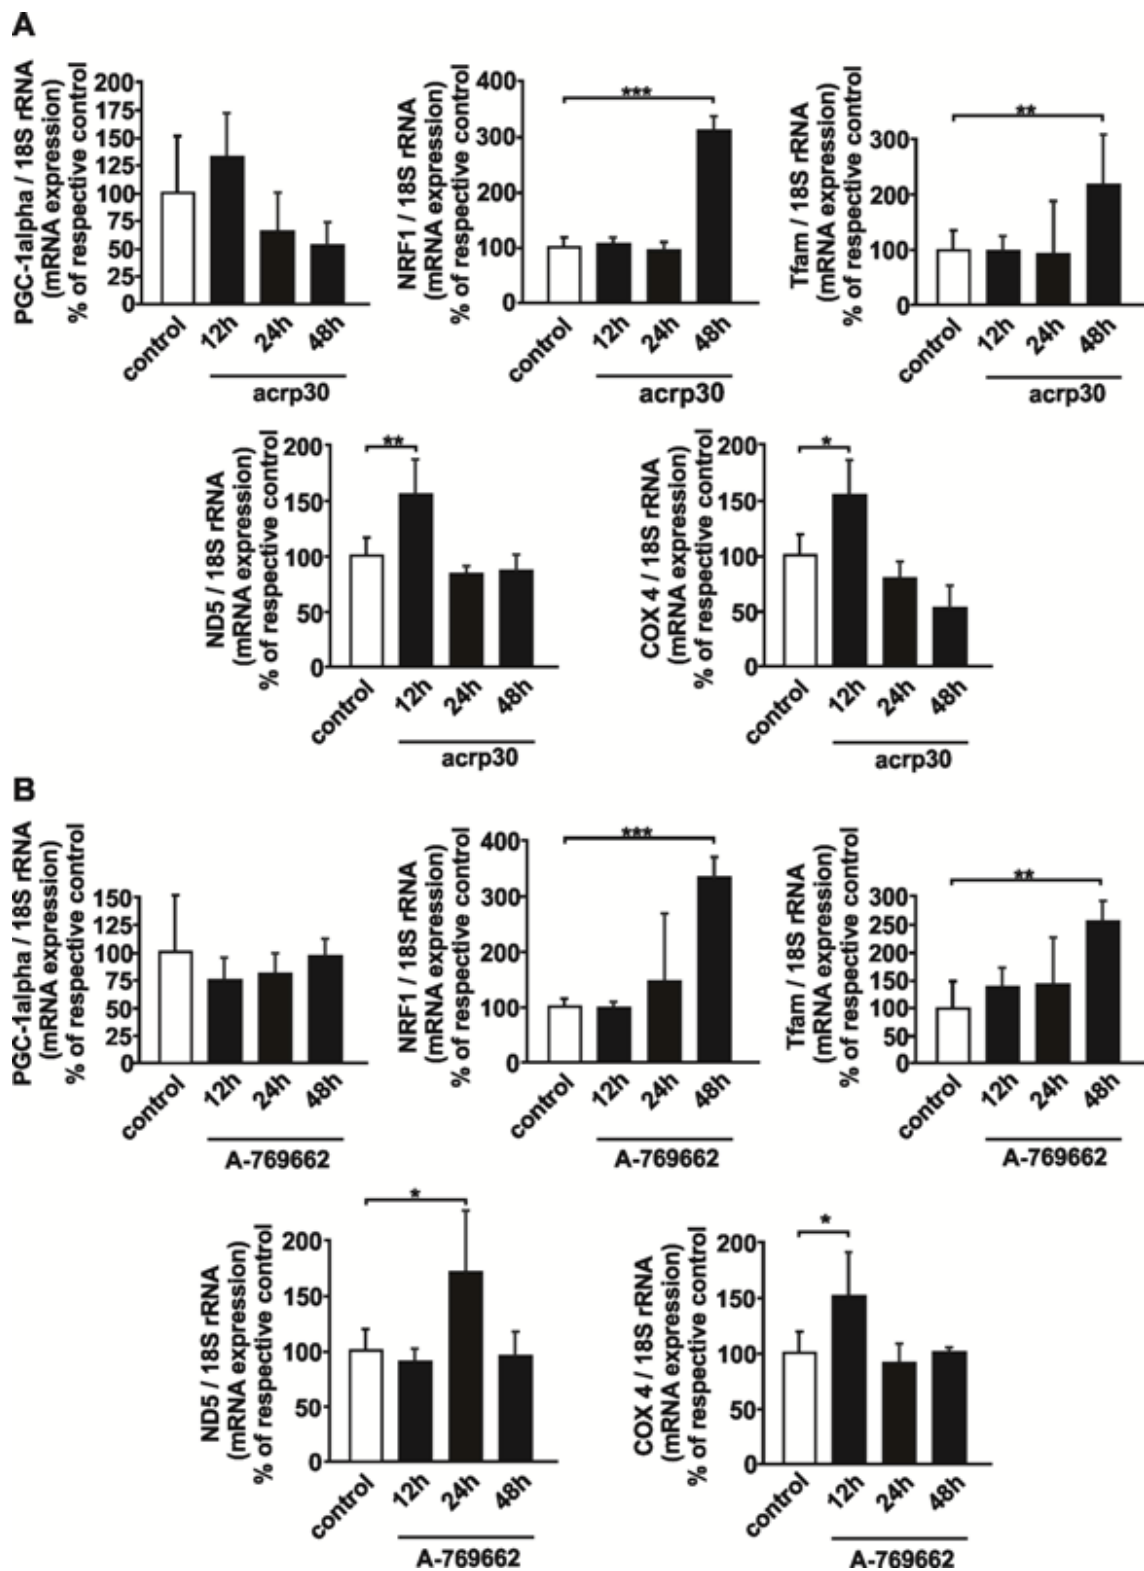 A
PGC-1alpha / 18S rRNA
(mRNA expression)
% of respective control
200
175
150
125
100
75
50
25
0
control
12h
24h
48h
acrp30
NRF1 / 18S rRNA
(mRNA expression)
% of respective control
400
300
200
100
0
***
control
12h
24h
48h
acrp30
Tfam / 18S rRNA
(mRNA expression)
% of respective control
300
200
100
0
**
control
12h
24h
48h
acrp30
ND5 / 18S rRNA
(mRNA expression)
% of respective control
200
150
100
50
0
**
control
12h
24h
48h
acrp30
COX 4 / 18S rRNA
(mRNA expression)
% of respective control
200
150
100
50
0
*
control
12h
24h
48h
acrp30
B
PGC-1alpha / 18S rRNA
(mRNA expression)
% of respective control
150
125
100
75
50
25
0
control
12h
24h
48h
A-769662
NRF1 / 18S rRNA
(mRNA expression)
% of respective control
400
300
200
100
0
***
control
12h
24h
48h
A-769662
Tfam / 18S rRNA
(mRNA expression)
% of respective control
300
250
200
150
100
50
0
**
control
12h
24h
48h
A-769662
ND5 / 18S rRNA
(mRNA expression)
% of respective control
200
150
100
50
0
*
control
12h
24h
48h
A-769662
COX 4 / 18S rRNA
(mRNA expression)
% of respective control
200
150
100
50
0
*
control
12h
24h
48h
A-769662